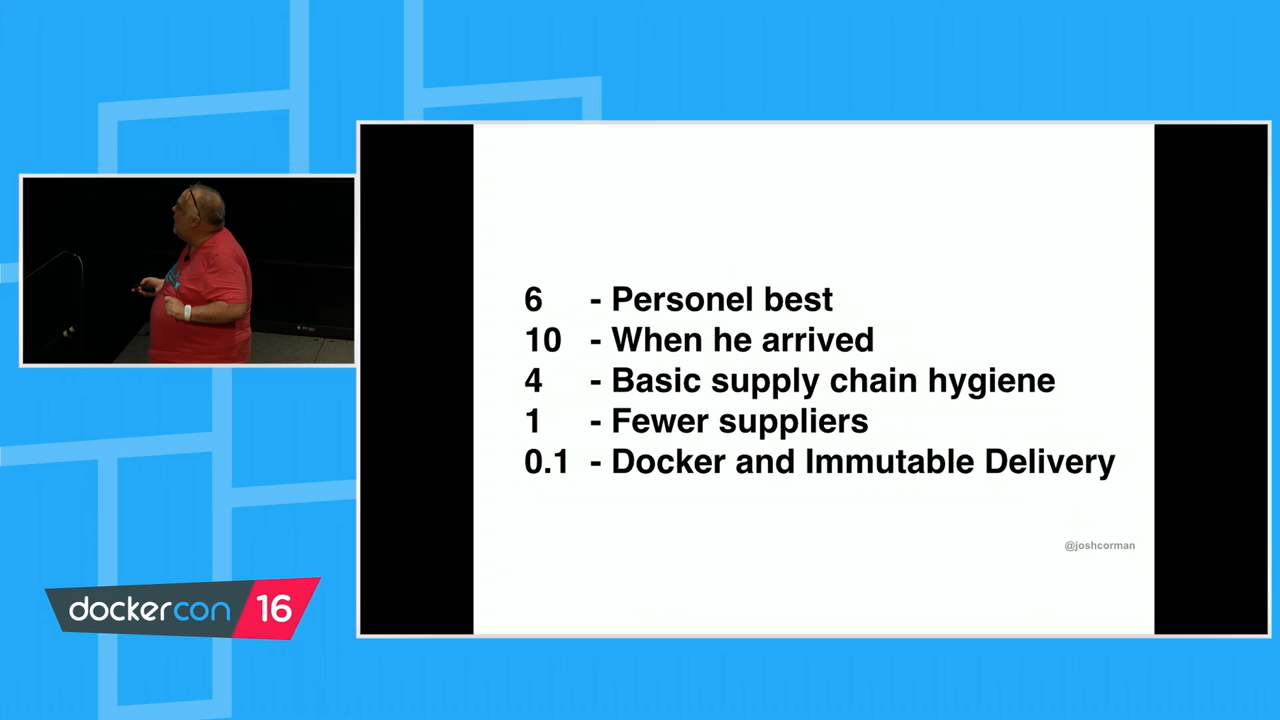 6 - Personel best
10 - When he arrived
4 - Basic supply chain hygiene
1 - Fewer suppliers
0.1 - Docker and Immutable Delivery
@joshcorman
dockercon 16